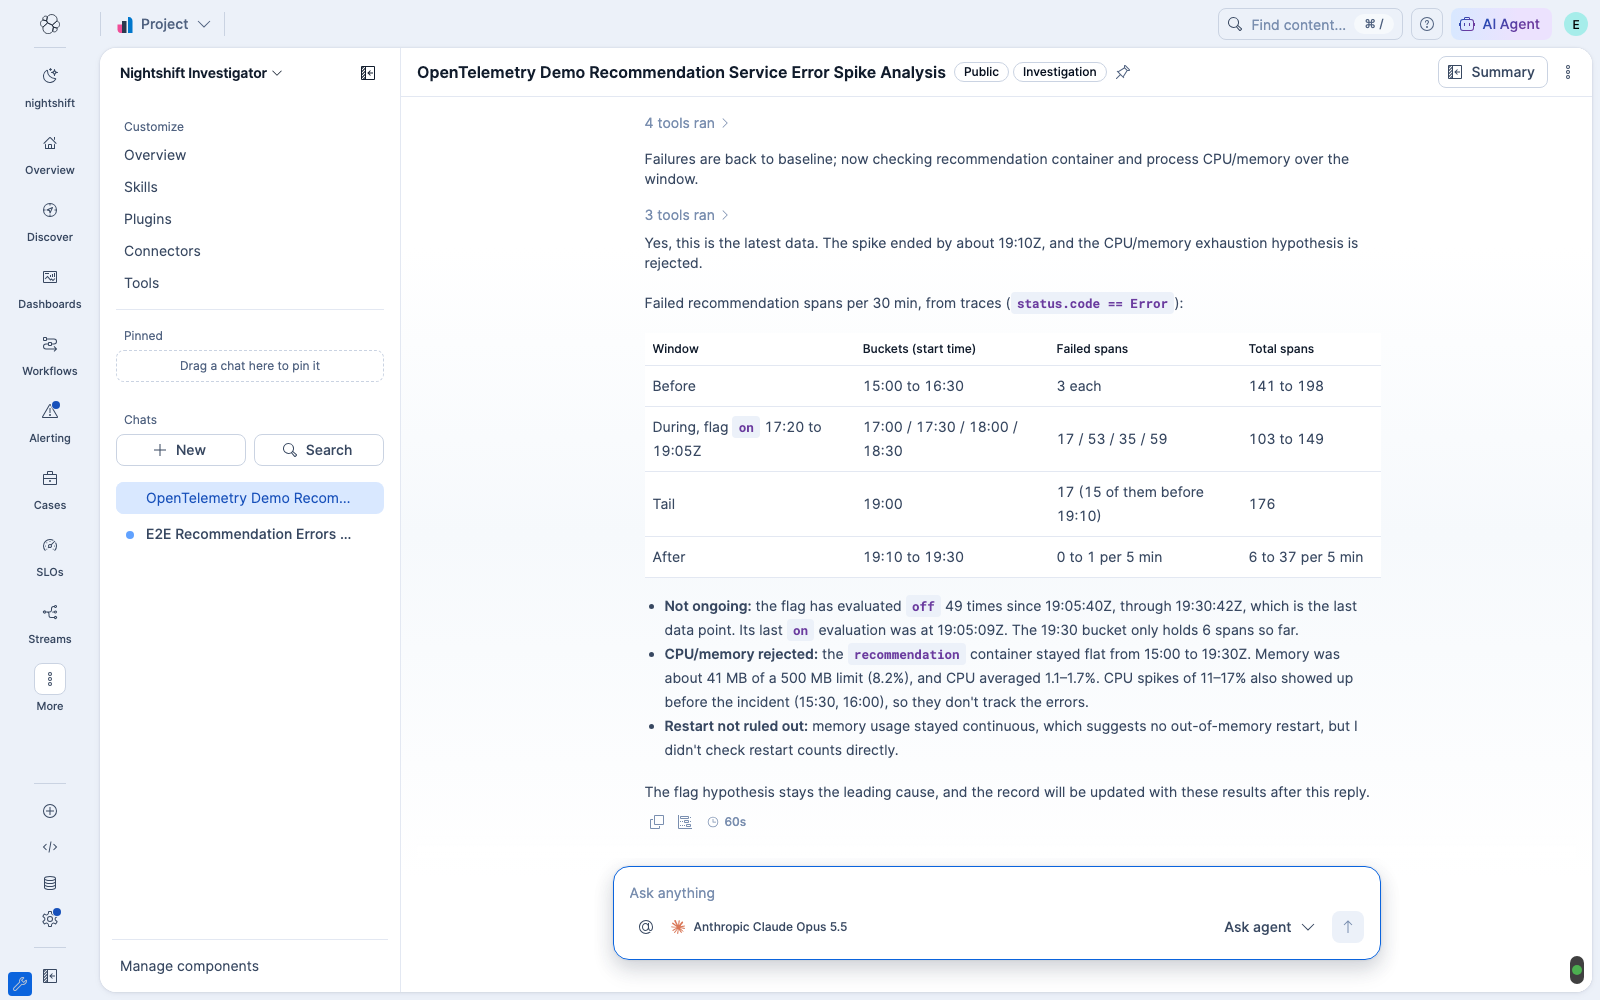 Project
Find content...
⌘ /
AI Agent
E
nightshift
Overview
Discover
Dashboards
Workflows
Alerting
Cases
SLOs
Streams
More
Nightshift Investigator
Customize
Overview
Skills
Plugins
Connectors
Tools
Pinned
Drag a chat here to pin it
Chats
New
Search
OpenTelemetry Demo Recom...
E2E Recommendation Errors ...
Manage components
OpenTelemetry Demo Recommendation Service Error Spike Analysis
Public
Investigation
Summary
4 tools ran
Failures are back to baseline; now checking recommendation container and process CPU/memory over the
window.
3 tools ran
Yes, this is the latest data. The spike ended by about 19:10Z, and the CPU/memory exhaustion hypothesis is
rejected.
Failed recommendation spans per 30 min, from traces ( status.code == Error ):
Window Buckets (start time) Failed spans Total spans
Before 15:00 to 16:30 3 each 141 to 198
During, flag on 17:20 to
19:05Z
17:00 / 17:30 / 18:00 /
18:30
17 / 53 / 35 / 59
103 to 149
Tail
19:00
17 (15 of them before
19:10)
176
After 19:10 to 19:30 0 to 1 per 5 min 6 to 37 per 5 min
• Not ongoing: the flag has evaluated off 49 times since 19:05:40Z, through 19:30:42Z, which is the last
data point. Its last on evaluation was at 19:05:09Z. The 19:30 bucket only holds 6 spans so far.
• CPU/memory rejected: the recommendation container stayed flat from 15:00 to 19:30Z. Memory was
about 41 MB of a 500 MB limit (8.2%), and CPU averaged 1.1–1.7%. CPU spikes of 11–17% also showed up
before the incident (15:30, 16:00), so they don't track the errors.
• Restart not ruled out: memory usage stayed continuous, which suggests no out-of-memory restart, but I
didn't check restart counts directly.
The flag hypothesis stays the leading cause, and the record will be updated with these results after this reply.
60s
Ask anything
@ Anthropic Claude Opus 5.5
Ask agent